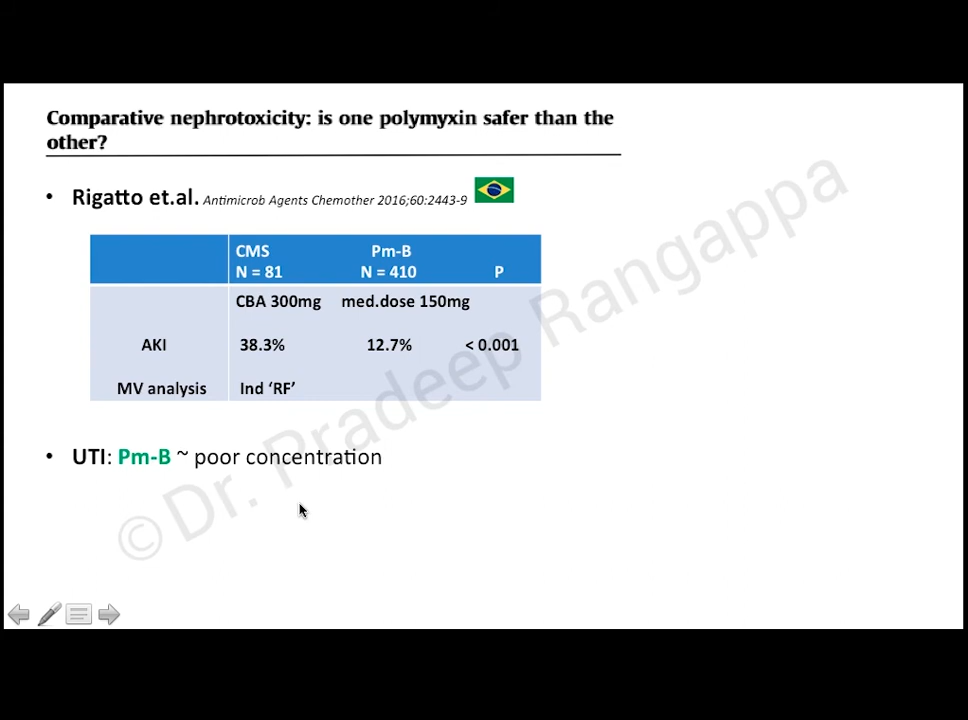 Comparative nephrotoxicity: is one polymyxin safer than the
other?
• Rigatto et.al. Antimicrob Agents Chemother 2016;60:2443-9
CMS Pm-B
N = 81 N = 410 P
CBA 300mg med.dose 150mg
AKI 38.3% 12.7% < 0.001
MV analysis Ind ‘RF’
• UTI: Pm-B ~ poor concentration
© Dr. Pradeep Rangappa